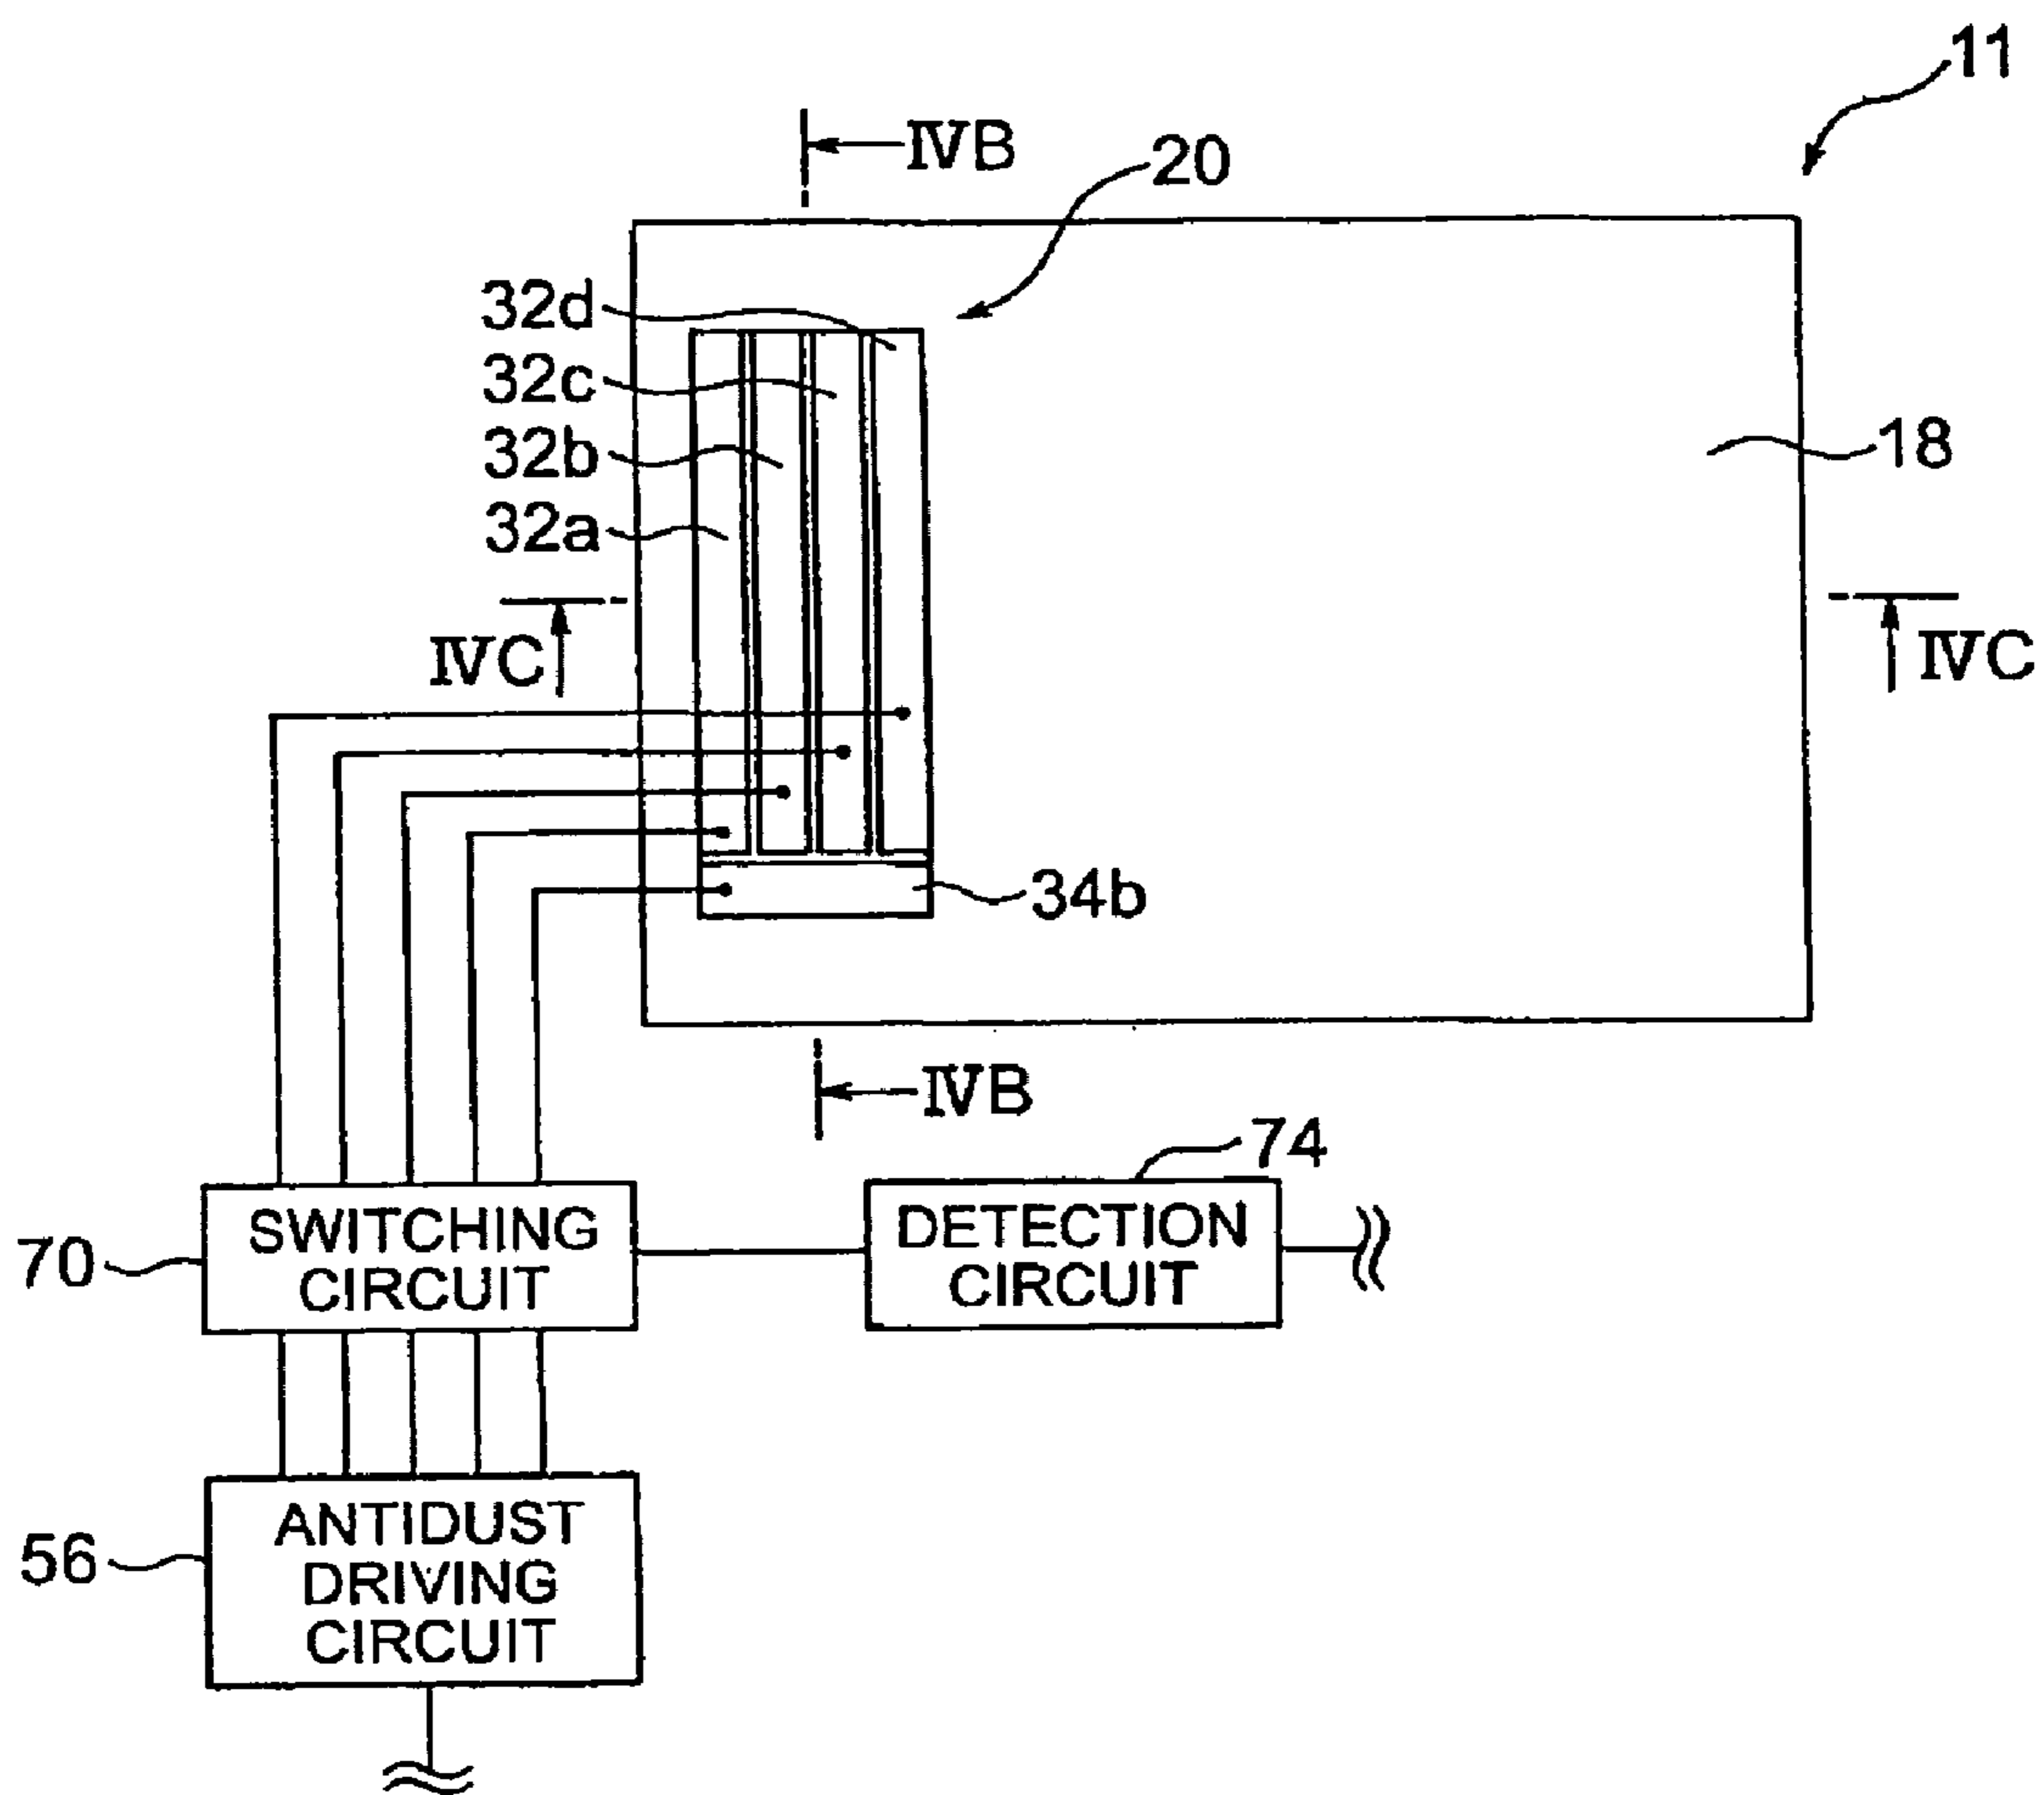 11
IVB
20
32d
32c
32b
32a
18
IVC
IVC
34b
IVB
74
70
SWITCHING
CIRCUIT
DETECTION
CIRCUIT
56
ANTIDUST
DRIVING
CIRCUIT